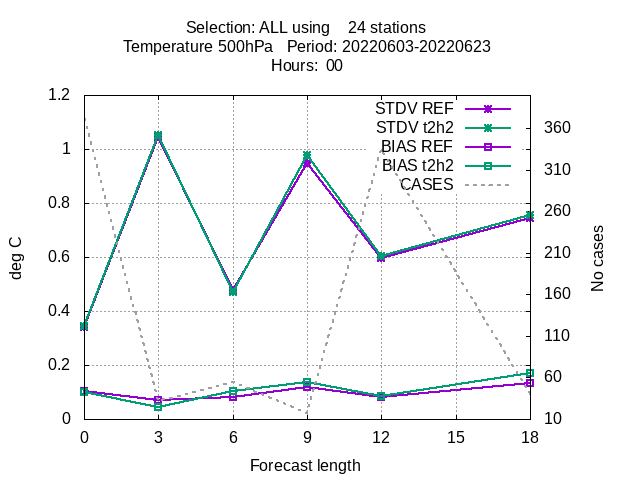 Selection: ALL using    24 stations
Temperature 500hPa   Period: 20220603-20220623
Hours:  00
1.2
1
0.8
0.6
0.4
0.2
0
deg C
STDV REF
STDV t2h2
BIAS REF
BIAS t2h2
CASES
360
310
260
210
160
110
60
10
No cases
0 3 6 9 12 15 18
Forecast length